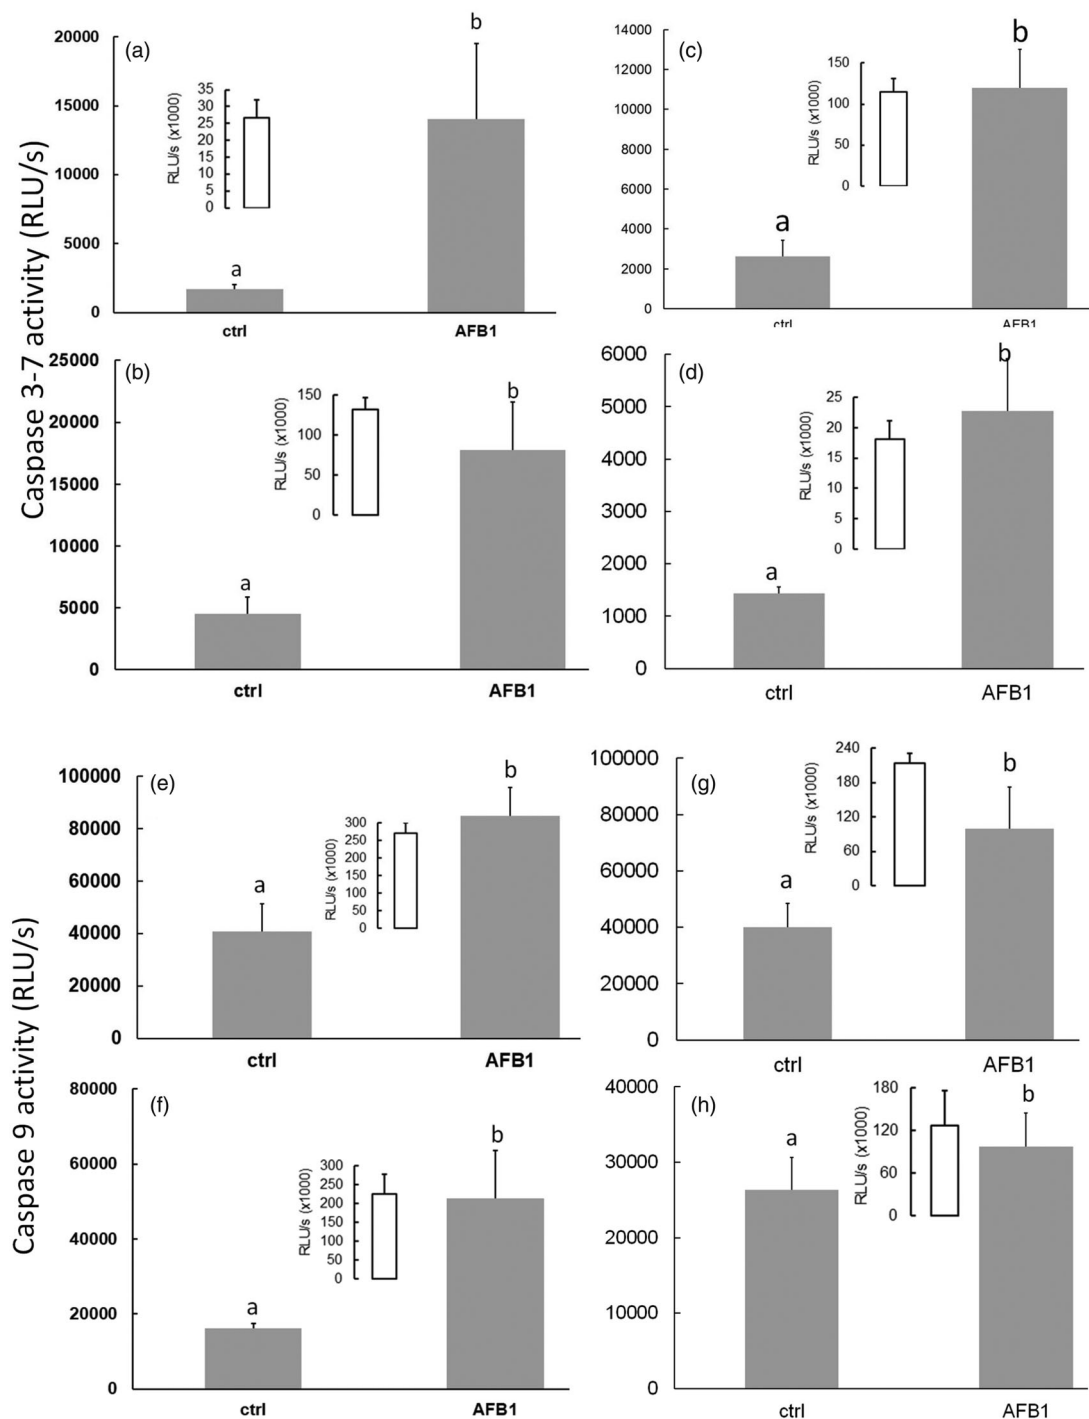 Caspase 3-7 activity (RLU/s)
(a)
20000
15000
10000
5000
0
RLU/s (x1000)
35
30
25
20
15
10
5
0
a
b
ctrl
AFB1
(c)
14000
12000
10000
8000
6000
4000
2000
0
RLU/s (x1000)
150
100
50
0
a
b
ctrl
AFB1
(b)
25000
20000
15000
10000
5000
0
RLU/s (x1000)
150
100
50
0
a
b
ctrl
AFB1
(d)
6000
5000
4000
3000
2000
1000
0
RLU/s (x1000)
25
20
15
10
5
0
a
b
ctrl
AFB1
Caspase 9 activity (RLU/s)
(e)
100000
80000
60000
40000
20000
0
RLU/s (x1000)
300
250
200
150
100
50
0
a
b
ctrl
AFB1
(g)
100000
80000
60000
40000
20000
0
RLU/s (x1000)
240
180
120
60
0
a
b
ctrl
AFB1
(f)
80000
60000
40000
20000
0
RLU/s (x1000)
300
250
200
150
100
50
0
a
b
ctrl
AFB1
(h)
40000
30000
20000
10000
0
RLU/s (x1000)
180
120
60
0
a
b
ctrl
AFB1